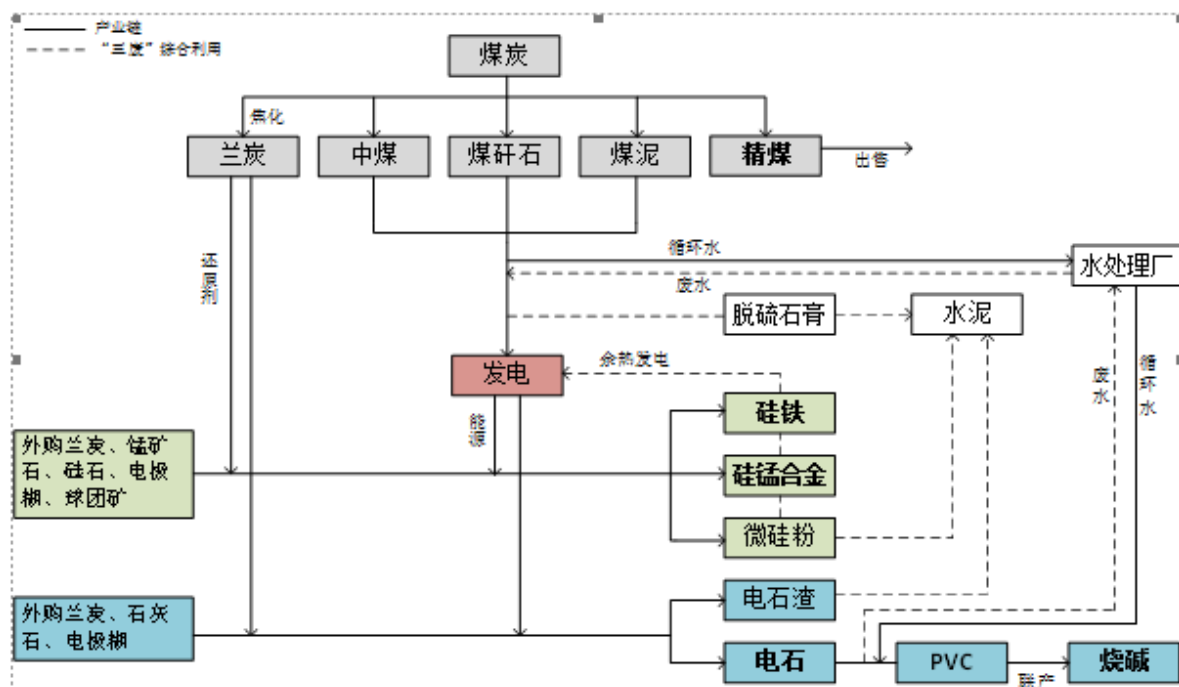 产业链
“三废”综合利用
煤炭
焦化
兰炭
中煤
煤矸石
煤泥
精煤
出售
还原剂
循环水
废水
水处理厂
脱硫石膏
水泥
发电
余热发电
能源
废水
循环水
外购兰炭、锰矿
石、硅石、电极
糊、球团矿
硅铁
硅锰合金
微硅粉
外购兰炭、石灰
石、电极糊
电石渣
电石
PVC
联产
烧碱